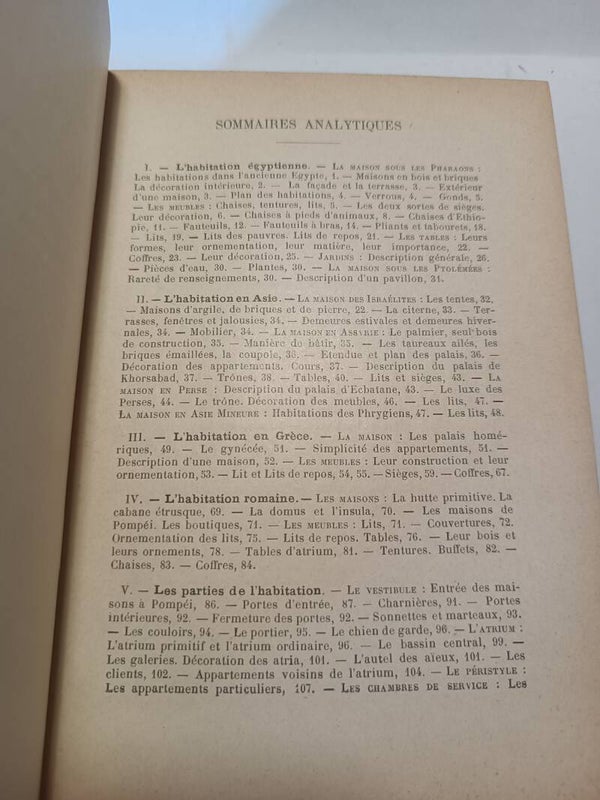 SOMMAIRES ANALYTIQUES
I. — L'habitation égyptienne. — LA MAISON SOUS LES PHARAONS :
Les habitations dans l'ancienne Egypte, 1. — Maisons en bois et briques
La décoration intérieure, 2. — La façade et la terrasse, 3. — Extérieur
d'une maison, 3. — Plan des habitations, 4. — Verrous, 4. — Gonds, 5.
— LES MEUBLES : Chaises, tentures, lits, 5. — Les deux sortes de sièges.
Leur décoration, 6. — Chaises à pieds d'animaux, 8. — Chaises d'Ethio-
pie, 11. — Fauteuils, 12. — Fauteuils à bras, 14. — Pliants et tabourets, 18.
— Lits, 19. — Lits des pauvres. Lits de repos, 21. — LES TABLES : Leurs
formes, leur ornementation, leur matière, leur importance, 22. —
Coffres, 23. — Leur décoration, 25. — JARDINS : Description générale, 26.
— Pièces d'eau, 30. — Plantes, 30. — LA MAISON SOUS LES PTOLÉMÉES :
Rareté de renseignements, 30. — Description d'un pavillon, 31.
II. — L'habitation en Asie. — LA MAISON DES ISRAÉLITES : Les tentes, 32.
— Maisons d'argile, de briques et de pierre, 22. — La citerne, 33. — Ter-
rasses, fenêtres et jalousies, 34. — Demeures estivales et demeures hiver-
nales, 34. — Mobilier, 34. — LA MAISON EN ASSYRIE : Le palmier, seul bois
de construction, 35. — Manière de bâtir, 35. — Les taureaux ailés, les
briques émaillées, la coupole, 36. — Etendue et plan des palais, 36. —
Décoration des appartements. Cours, 37. — Description du palais de
Khorsabad, 37. — Trônes, 38. — Tables, 40. — Lits et sièges, 43. — LA
MAISON EN PERSE : Description du palais d'Ecbatane, 43. — Le luxe des
Perses, 44. — Le trône. Décoration des meubles, 46. — Les lits, 47. —
LA MAISON EN ASIE MINEURE : Habitations des Phrygiens, 47. — Les lits, 48.
III. — L'habitation en Grèce. — LA MAISON : Les palais homé-
riques, 49. — Le gynécée, 51. — Simplicité des appartements, 51. —
Description d'une maison, 52. — LES MEUBLES : Leur construction et leur
ornementation, 53. — Lit et Lits de repos, 54, 55. — Sièges, 59. — Coffres, 67.
IV. — L'habitation romaine. — LES MAISONS : La hutte primitive. La
cabane étrusque, 69. — La domus et l'insula, 70. — Les maisons de
Pompéi. Les boutiques, 71. — LES MEUBLES : Lits, 71. — Couvertures, 72.
Ornementation des lits, 75. — Lits de repos. Tables, 76. — Leur bois et
leurs ornements, 78. — Tables d'atrium, 81. — Tentures. Buffets, 82. —
Chaises, 83. — Coffres, 84.
V. — Les parties de l'habitation. — LE VESTIBULE : Entrée des mai-
sons à Pompéi, 86. — Portes d'entrée, 87. — Charnières, 91. — Portes
intérieures, 92. — Fermeture des portes, 92. — Sonnettes et marteaux, 93.
— Les couloirs, 94. — Le portier, 95. — Le chien de garde, 96. — L'ATRIUM :
L'atrium primitif et l'atrium ordinaire, 96. — Le bassin central, 99. —
Les galeries. Décoration des atria, 101. — L'autel des aïeux, 101. — Les
clients, 102. — Appartements voisins de l'atrium, 104. — LE PÉRISTYLE :
Les appartements particuliers, 107. — LES CHAMBRES DE SERVICE : Les